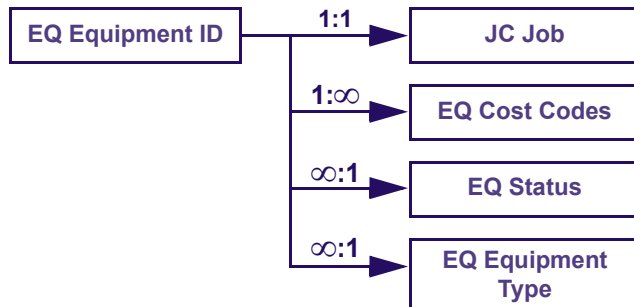 EQ Equipment ID
1:1
JC Job
1:∞
EQ Cost Codes
∞:1
EQ Status
∞:1
EQ Equipment
Type